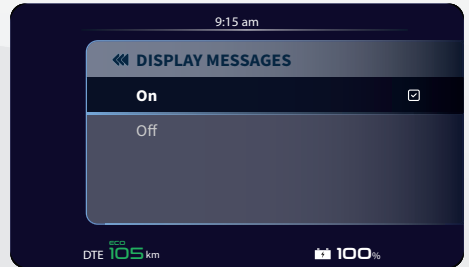 9:15 am
DISPLAY MESSAGES
On
Off
ECO
DTE 105 km
100%